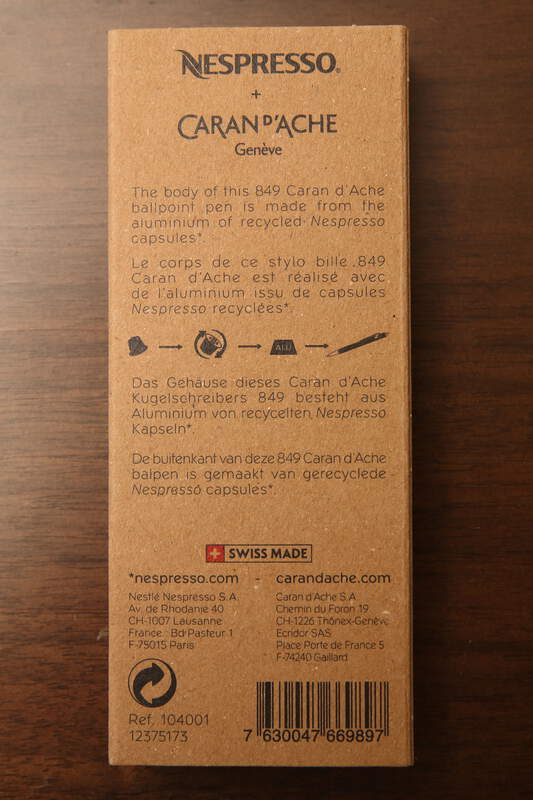 NESPRESSO®
+
CARAN D'ACHE
Genève
The body of this 849 Caran d'Ache
ballpoint pen is made from the
aluminium of recycled Nespresso
capsules*.
Le corps de ce stylo bille 849
Caran d'Ache est réalisé avec
de l'aluminium issu de capsules
Nespresso recyclées*.
ALU
Das Gehäuse dieses Caran d'Ache
Kugelschreibers 849 besteht aus
Aluminium von recycelten Nespresso
Kapseln*.
De buitenkant van deze 849 Caran d'Ache
balpen is gemaakt van gerecyclede
Nespresso capsules*.
SWISS MADE
*nespresso.com - carandache.com
Nestlé Nespresso S.A.
Av. de Rhodanie 40
CH-1007 Lausanne
France : Bd Pasteur 1
F-75015 Paris
Caran d'Ache S.A.
Chemin du Foron 19
CH-1226 Thônex-Genève
Ecridor SAS
Place Porte de France 5
F-74240 Gaillard
Ref. 104001
12375173
7 630047 669897